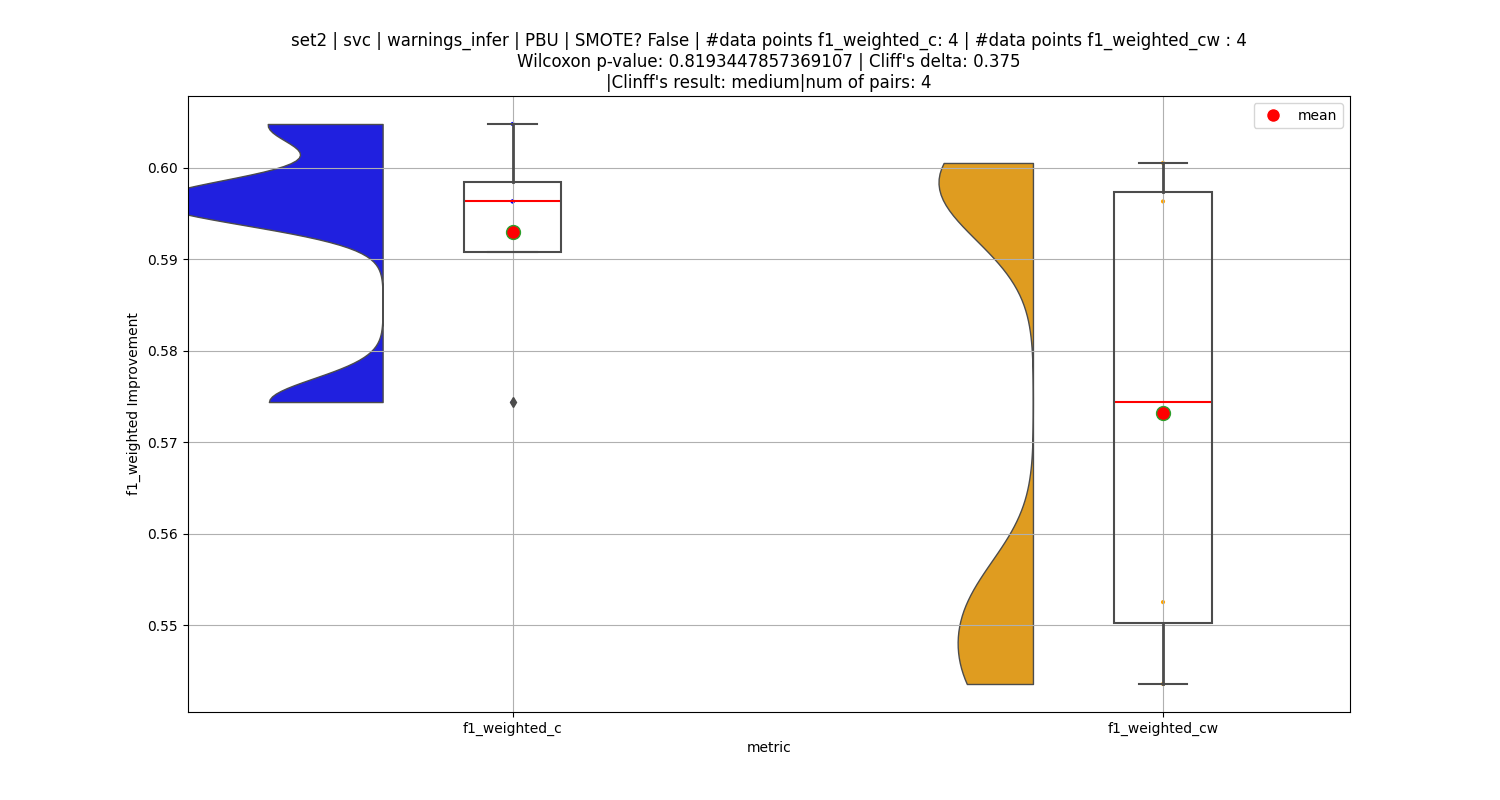 set2 | svc | warnings_infer | PBU | SMOTE? False | #data points f1_weighted_c: 4 | #data points f1_weighted_cw : 4
Wilcoxon p-value: 0.8193447857369107 | Cliff's delta: 0.375
|Clinff's result: medium|num of pairs: 4
mean
0.60
0.59
0.58
0.57
0.56
0.55
f1_weighted Improvement
f1_weighted_c
f1_weighted_cw
metric